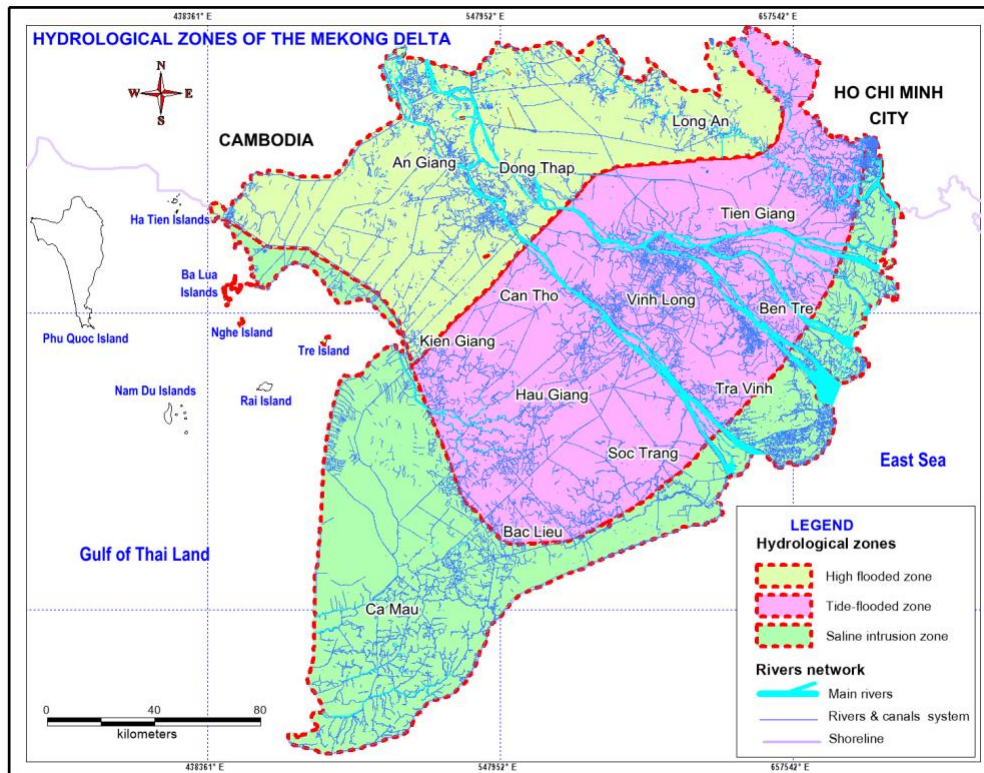 438361° E
547952° E
657542° E
HYDROLOGICAL ZONES OF THE MEKONG DELTA
N
W
E
S
CAMBODIA
HO CHI MINH
CITY
Long An
An Giang
Dong Thap
Tien Giang
Ha Tien Islands
Ba Lua
Islands
Can Tho
Vinh Long
Ben Tre
Phu Quoc Island
Nghe Island
Tre Island
Kien Giang
Nam Du Islands
Rai Island
Hau Giang
Tra Vinh
Soc Trang
East Sea
Bac Lieu
Gulf of Thai Land
Ca Mau
LEGEND
Hydrological zones
High flooded zone
Tide-flooded zone
Saline intrusion zone
Rivers network
Main rivers
Rivers & canals system
Shoreline
0
40
80
kilometers
438361° E
547952° E
657542° E